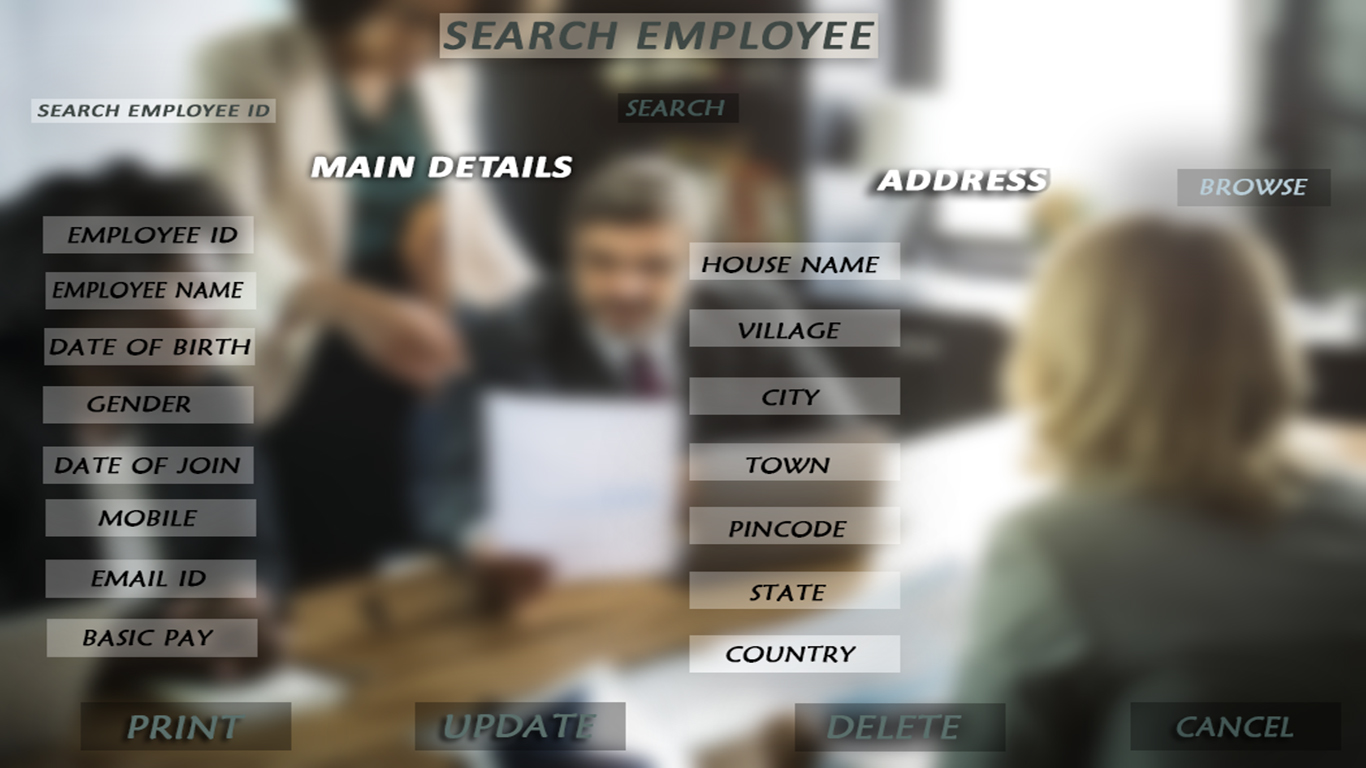 SEARCH EMPLOYEE
SEARCH EMPLOYEE ID
SEARCH
MAIN DETAILS
ADDRESS
BROWSE
EMPLOYEE ID
EMPLOYEE NAME
DATE OF BIRTH
GENDER
DATE OF JOIN
MOBILE
EMAIL ID
BASIC PAY
HOUSE NAME
VILLAGE
CITY
TOWN
PINCODE
STATE
COUNTRY
PRINT
UPDATE
DELETE
CANCEL